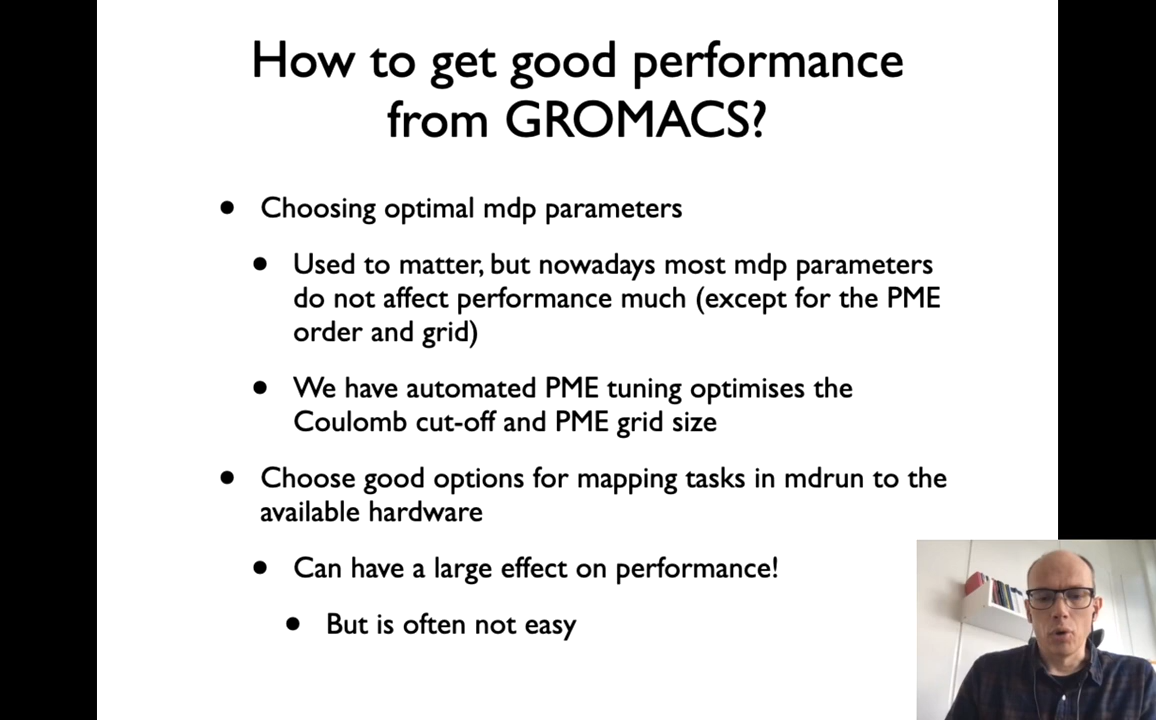 How to get good performance
from GROMACS?
• Choosing optimal mdp parameters
• Used to matter, but nowadays most mdp parameters
do not affect performance much (except for the PME
order and grid)
• We have automated PME tuning optimises the
Coulomb cut-off and PME grid size
• Choose good options for mapping tasks in mdrun to the
available hardware
• Can have a large effect on performance!
• But is often not easy